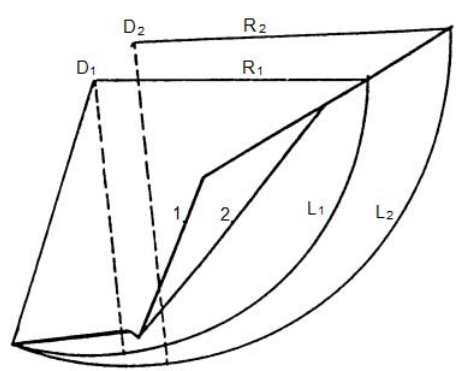 D₂ R₂
D₁ R₁
1 2 L₁ L₂